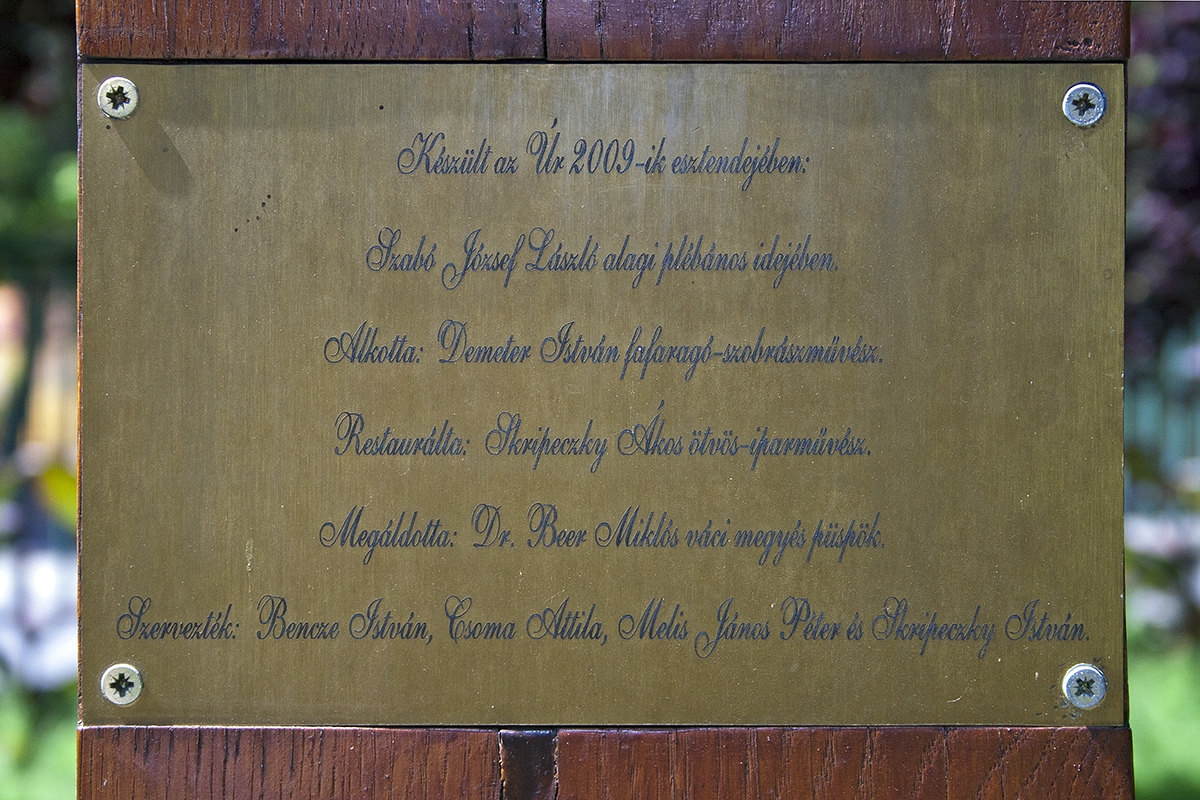 Készült az Úr 2009-ik esztendejében:
Szabó József László alagi plébános idejében.
Alkotta: Demeter István fafaragó-szobrászművész.
Restaurálta: Skripeczky Ákos ötvös-iparművész.
Megáldotta: Dr. Beer Miklós váci megyés püspök.
Szervezték: Bencze István, Csoma Attila, Melis János Péter és Skripeczky István.